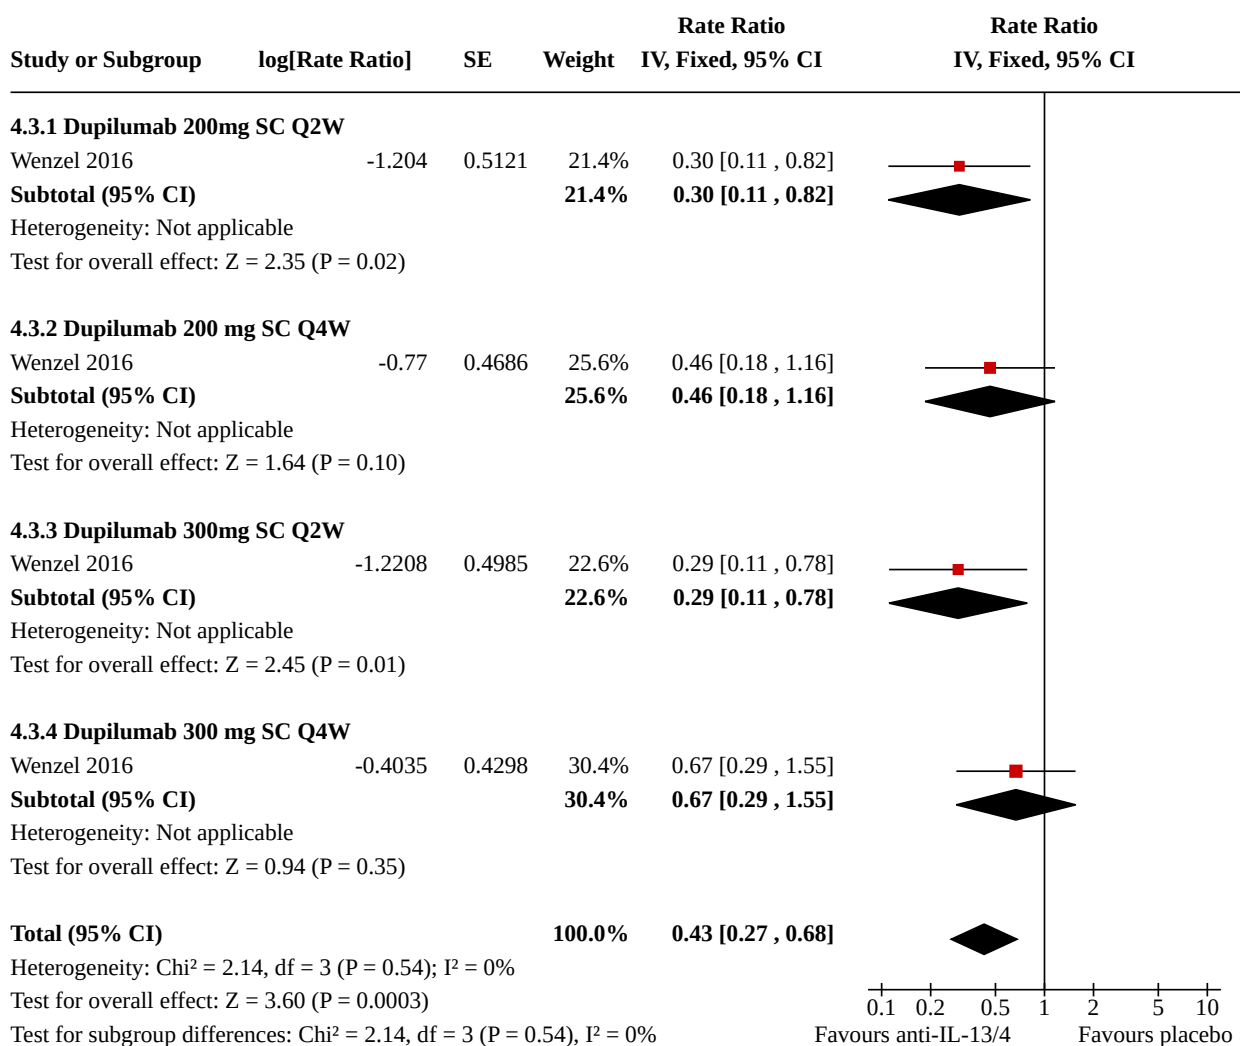 Rate Ratio Rate Ratio
Study or Subgroup log[Rate Ratio] SE Weight IV, Fixed, 95% CI IV, Fixed, 95% CI
4.3.1 Dupilumab 200mg SC Q2W
Wenzel 2016 -1.204 0.5121 21.4% 0.30 [0.11 , 0.82]
Subtotal (95% CI) 21.4% 0.30 [0.11 , 0.82]
Heterogeneity: Not applicable
Test for overall effect: Z = 2.35 (P = 0.02)
4.3.2 Dupilumab 200 mg SC Q4W
Wenzel 2016 -0.77 0.4686 25.6% 0.46 [0.18 , 1.16]
Subtotal (95% CI) 25.6% 0.46 [0.18 , 1.16]
Heterogeneity: Not applicable
Test for overall effect: Z = 1.64 (P = 0.10)
4.3.3 Dupilumab 300mg SC Q2W
Wenzel 2016 -1.2208 0.4985 22.6% 0.29 [0.11 , 0.78]
Subtotal (95% CI) 22.6% 0.29 [0.11 , 0.78]
Heterogeneity: Not applicable
Test for overall effect: Z = 2.45 (P = 0.01)
4.3.4 Dupilumab 300 mg SC Q4W
Wenzel 2016 -0.4035 0.4298 30.4% 0.67 [0.29 , 1.55]
Subtotal (95% CI) 30.4% 0.67 [0.29 , 1.55]
Heterogeneity: Not applicable
Test for overall effect: Z = 0.94 (P = 0.35)
Total (95% CI) 100.0% 0.43 [0.27 , 0.68]
Heterogeneity: Chi² = 2.14, df = 3 (P = 0.54); I² = 0%
Test for overall effect: Z = 3.60 (P = 0.0003) 0.1 0.2 0.5 1 2 5 10
Test for subgroup differences: Chi² = 2.14, df = 3 (P = 0.54), I² = 0% Favours anti-IL-13/4 Favours placebo